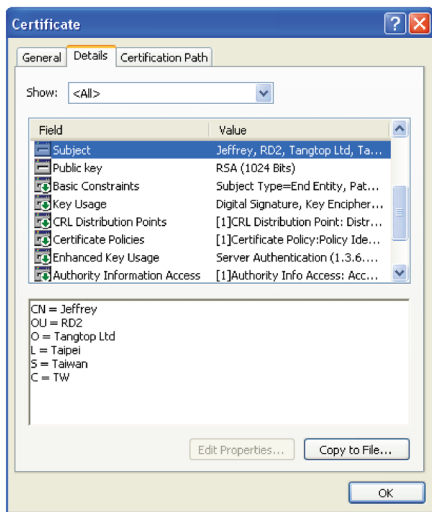 Certificate
General Details Certification Path
Show: <All>
Field Value
Subject Jeffrey, RD2, Tangtop Ltd, Ta...
Public key RSA (1024 Bits)
Basic Constraints Subject Type=End Entity, Pat...
Key Usage Digital Signature, Key Encipher...
CRL Distribution Points [1]CRL Distribution Point: Distr...
Certificate Policies [1]Certificate Policy:Policy Ide...
Enhanced Key Usage Server Authentication (1.3.6....
Authority Information Access [1]Authority Info Access: Acc...
CN = Jeffrey
OU = RD2
O = Tangtop Ltd
L = Taipei
S = Taiwan
C = TW
Edit Properties... Copy to File...
OK